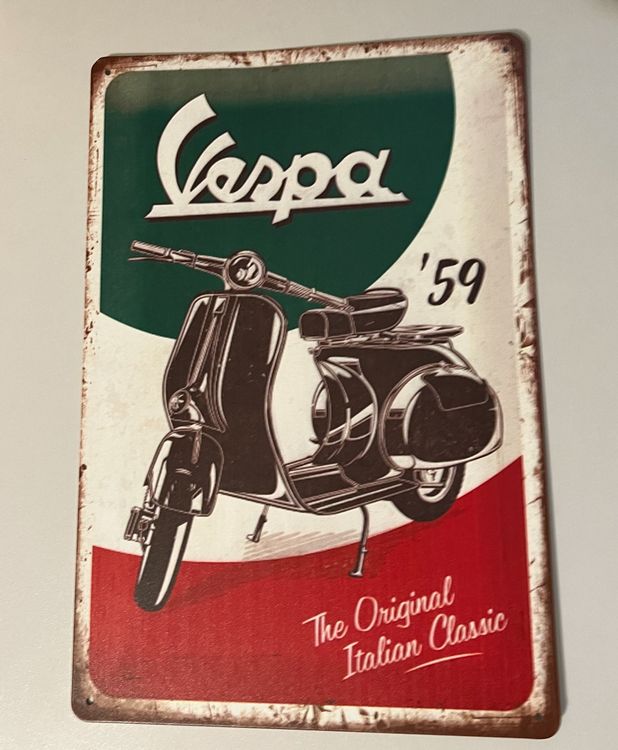 Vespa
'59
The Original
Italian Classic